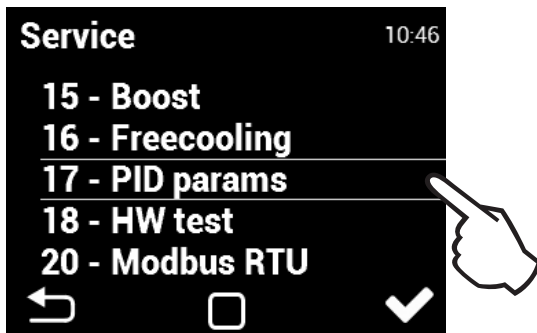 Service 10:46
15 - Boost
16 - Freecooling
17 - PID params
18 - HW test
20 - Modbus RTU